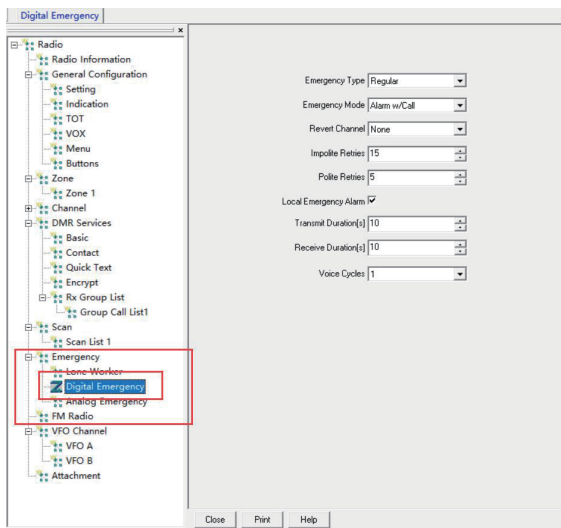 Digital Emergency
x
Radio
Radio Information
General Configuration
Setting
Indication
TOT
VOX
Menu
Buttons
Zone
Zone 1
Channel
DMR Services
Basic
Contact
Quick Text
Encrypt
Rx Group List
Group Call List1
Scan
Scan List 1
Emergency
Lone Worker
Digital Emergency
Analog Emergency
FM Radio
VFO Channel
VFO A
VFO B
Attachment
Emergency Type Regular
Emergency Mode Alarm w/Call
Revert Channel None
Impolite Retries 15
Polite Retries 5
Local Emergency Alarm
Transmit Duration[s] 10
Receive Duration[s] 10
Voice Cycles 1
Close Print Help